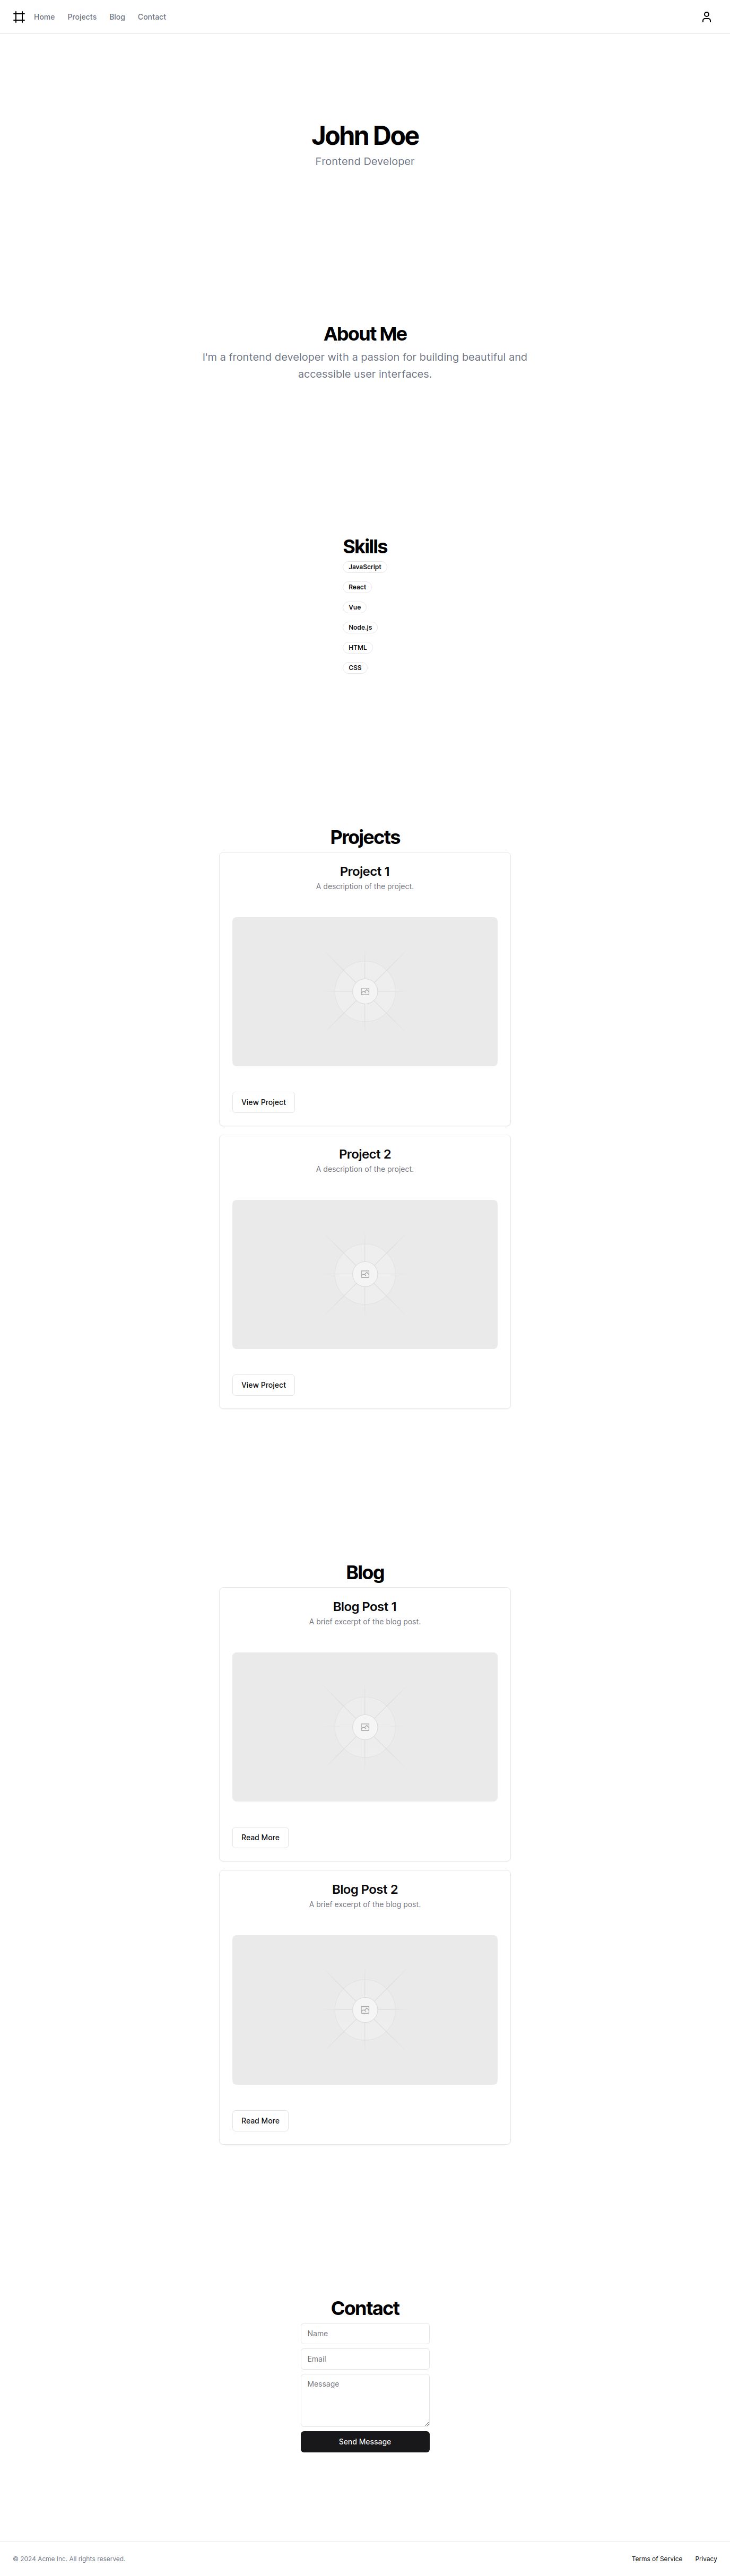 Home Projects Blog Contact
John Doe
Frontend Developer
About Me
I'm a frontend developer with a passion for building beautiful and
accessible user interfaces.
Skills
JavaScript
React
Vue
Node.js
HTML
CSS
Projects
Project 1
A description of the project.
View Project
Project 2
A description of the project.
View Project
Blog
Blog Post 1
A brief excerpt of the blog post.
Read More
Blog Post 2
A brief excerpt of the blog post.
Read More
Contact
Name
Email
Message
Send Message
© 2024 Acme Inc. All rights reserved. Terms of Service Privacy